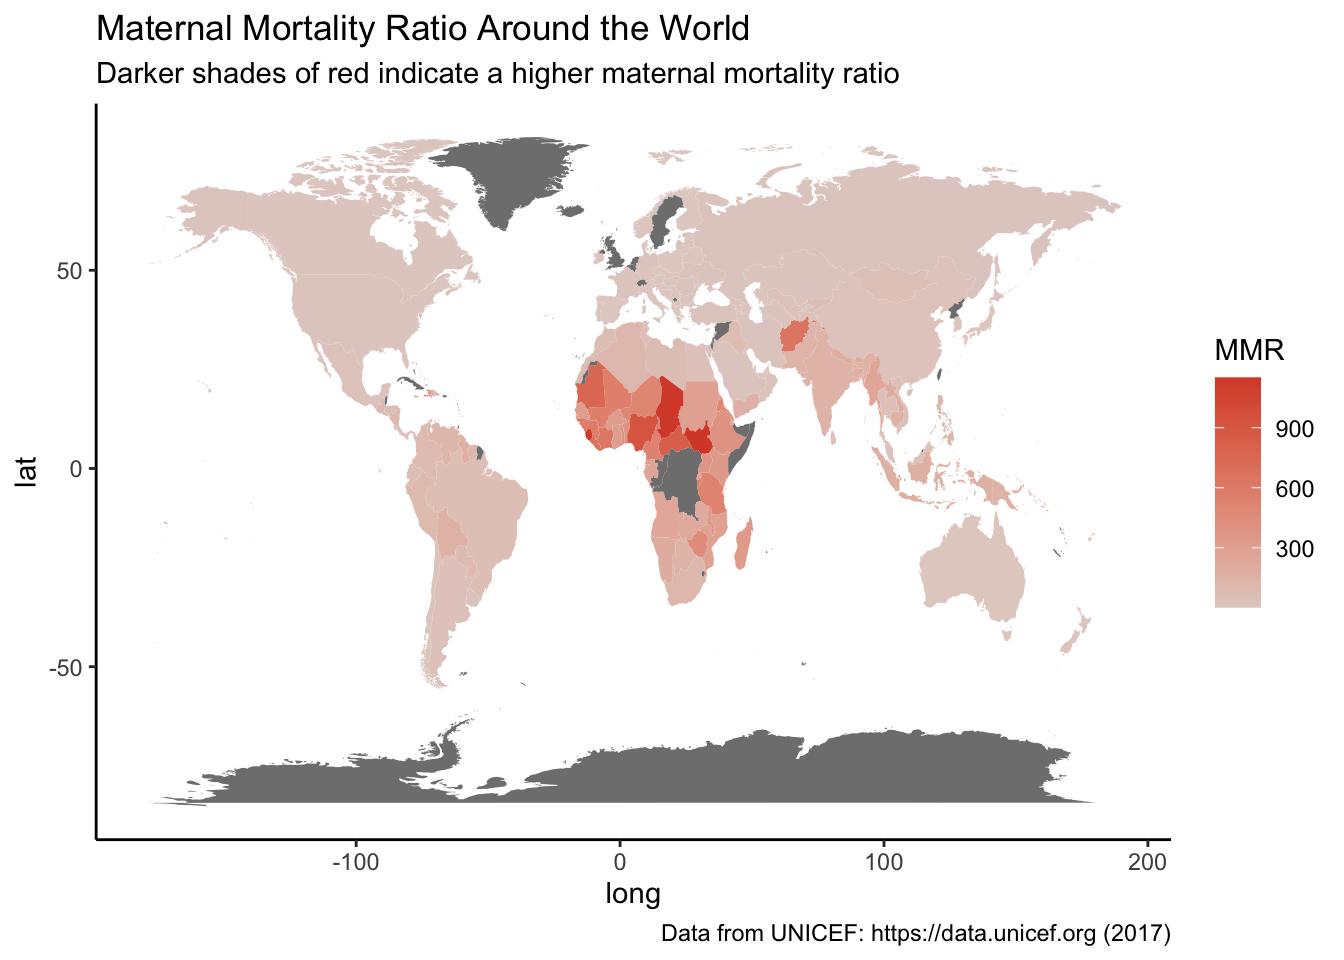 Maternal Mortality Ratio Around the World
Darker shades of red indicate a higher maternal mortality ratio
lat
50
0
-50
-100
0
100
200
long
MMR
900
600
300
Data from UNICEF: https://data.unicef.org (2017)